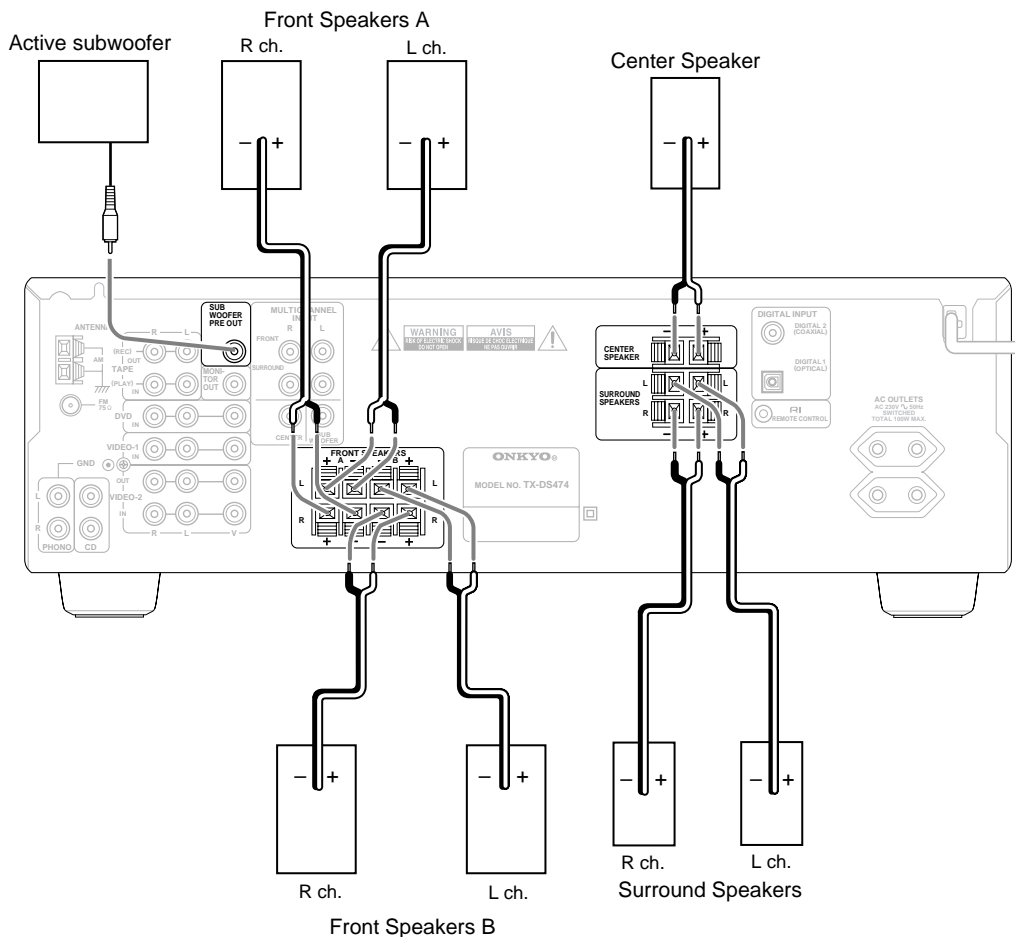 Front Speakers A
Active subwoofer
R ch.
L ch.
Center Speaker
– +
– +
– +
SUB
WOOFER
PRE OUT
MULTICHANNEL
INPUT
R L
FRONT
SURROUND
CENTER
SUB
WOOFER
ANTENNA
AM
FM
75Ω
R L
(REC)
OUT
TAPE
(PLAY)
IN
MONI-
TOR
OUT
DVD
IN
VIDEO-1
IN
GND
OUT
VIDEO-2
IN
L
R
PHONO
CD
R L V
WARNING
RISK OF ELECTRIC SHOCK
DO NOT OPEN
AVIS
RISQUE DE CHOC ELECTRIQUE
NE PAS OUVRIR
FRONT SPEAKERS
+ A – – B +
L L
R R
+ – – +
ONKYO®
MODEL NO. TX-DS474
– +
CENTER
SPEAKER
SURROUND
SPEAKERS
L L
R R
– +
DIGITAL INPUT
DIGITAL 2
(COAXIAL)
DIGITAL 1
(OPTICAL)
RI
REMOTE CONTROL
AC OUTLETS
AC 230V ∿ 50Hz
SWITCHED
TOTAL 100W MAX.
– +
– +
– +
– +
R ch.
L ch.
Front Speakers B
R ch.
L ch.
Surround Speakers